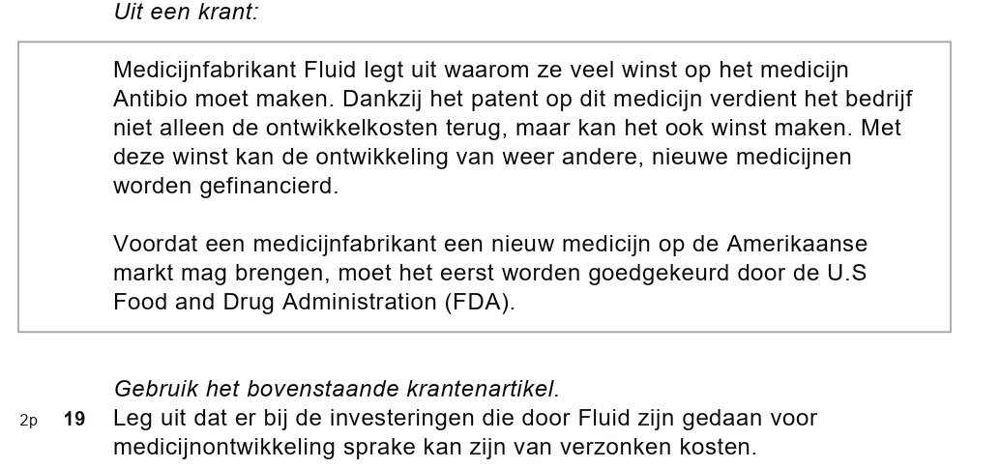 Uit een krant:
Medicijnfabrikant Fluid legt uit waarom ze veel winst op het medicijn
Antibio moet maken. Dankzij het patent op dit medicijn verdient het bedrijf
niet alleen de ontwikkelkosten terug, maar kan het ook winst maken. Met
deze winst kan de ontwikkeling van weer andere, nieuwe medicijnen
worden gefinancierd.
Voordat een medicijnfabrikant een nieuw medicijn op de Amerikaanse
markt mag brengen, moet het eerst worden goedgekeurd door de U.S
Food and Drug Administration (FDA).
Gebruik het bovenstaande krantenartikel.
2p 19 Leg uit dat er bij de investeringen die door Fluid zijn gedaan voor
medicijnontwikkeling sprake kan zijn van verzonken kosten.